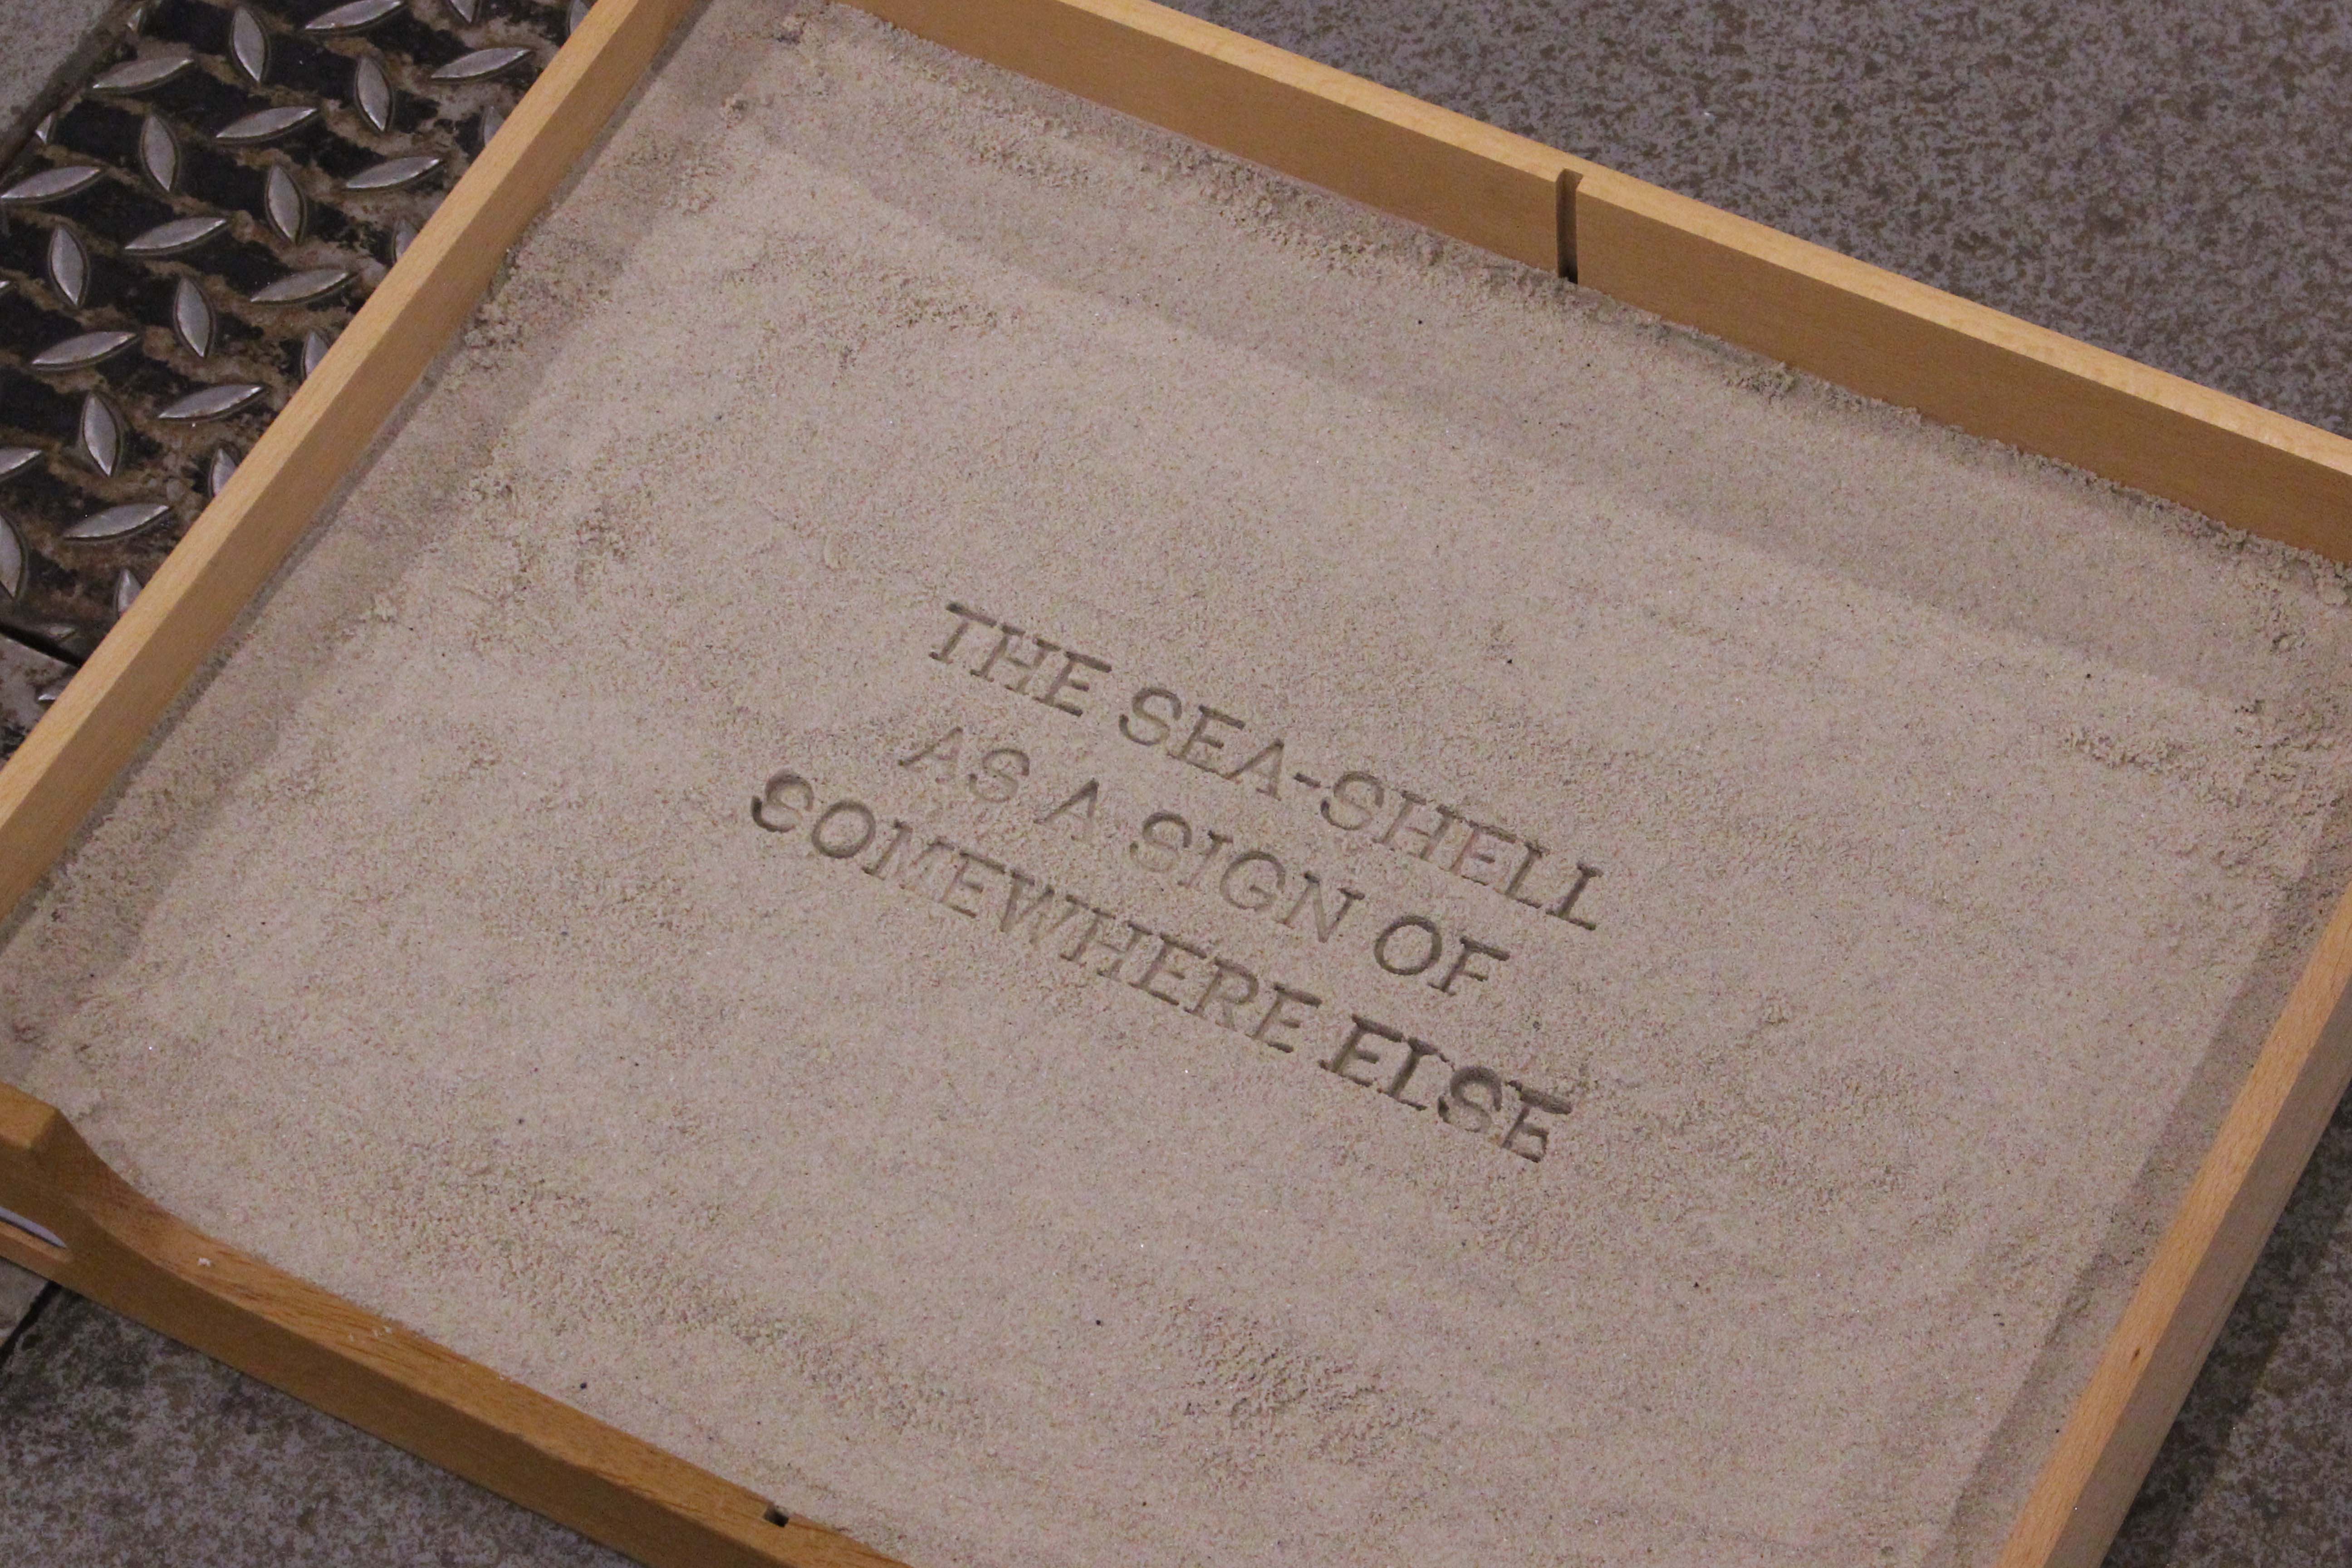 THE SEA-SHELL
AS A SIGN OF
SOMEWHERE ELSE